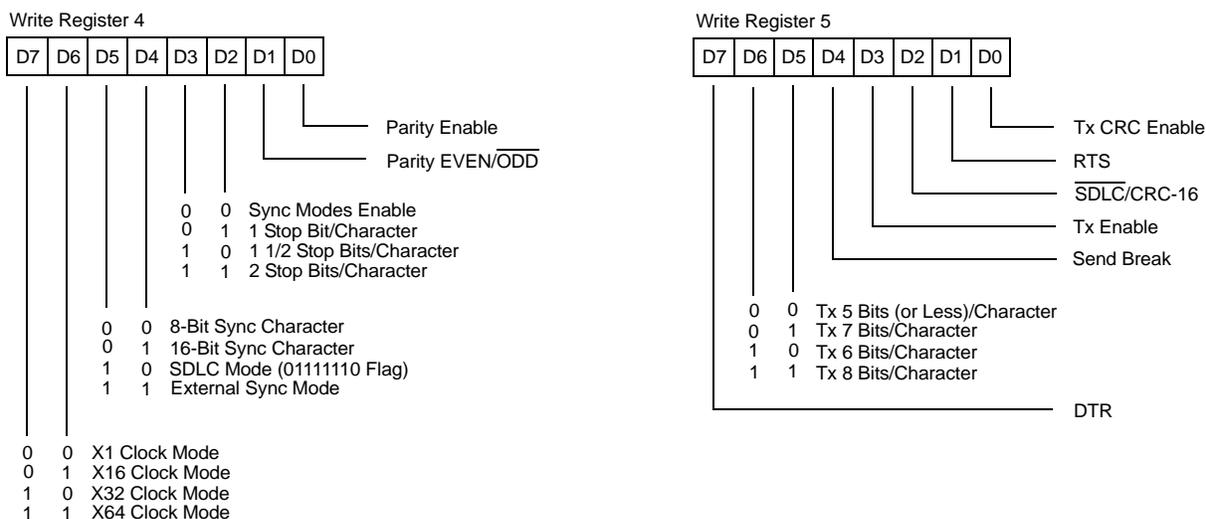 Write Register 4
D7 D6 D5 D4 D3 D2 D1 D0
Parity Enable
Parity EVEN/ODD
0 0 Sync Modes Enable
0 1 1 Stop Bit/Character
1 0 1 1/2 Stop Bits/Character
1 1 2 Stop Bits/Character
0 0 8-Bit Sync Character
0 1 16-Bit Sync Character
1 0 SDLC Mode (01111110 Flag)
1 1 External Sync Mode
0 0 X1 Clock Mode
0 1 X16 Clock Mode
1 0 X32 Clock Mode
1 1 X64 Clock Mode
Write Register 5
D7 D6 D5 D4 D3 D2 D1 D0
Tx CRC Enable
RTS
SDLC/CRC-16
Tx Enable
Send Break
0 0 Tx 5 Bits (or Less)/Character
0 1 Tx 7 Bits/Character
1 0 Tx 6 Bits/Character
1 1 Tx 8 Bits/Character
DTR